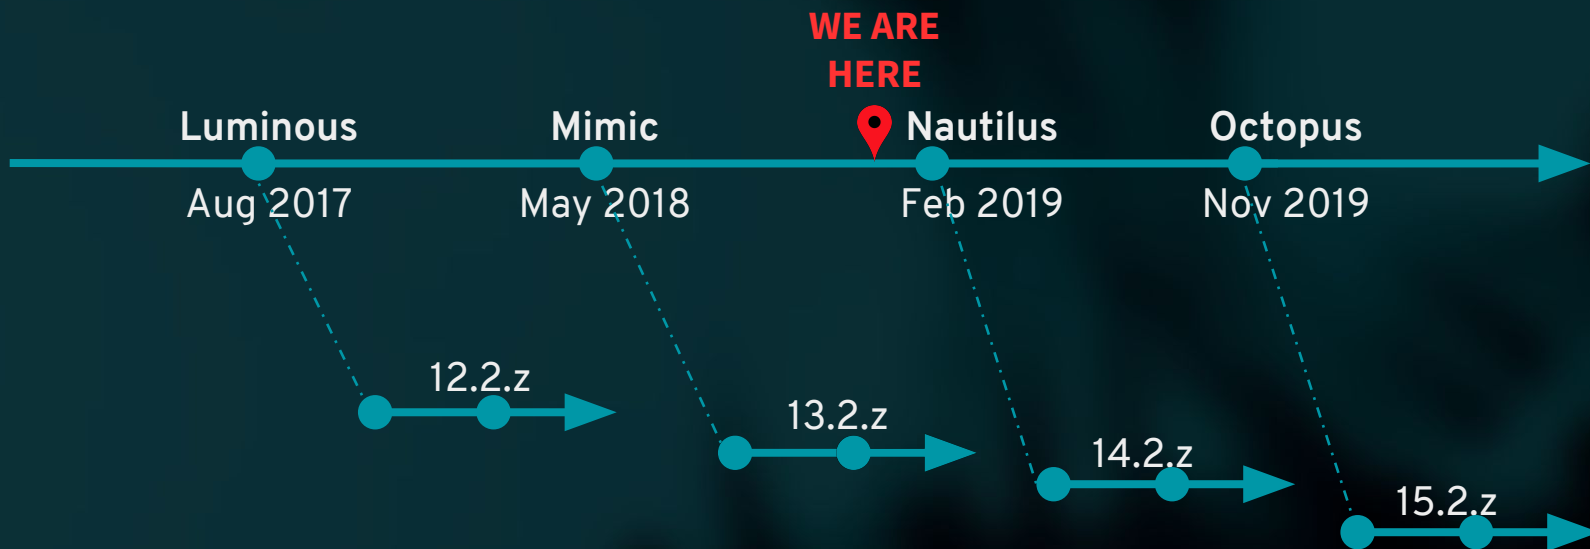 WE ARE
HERE
Luminous
Mimic
Nautilus
Octopus
Aug 2017
May 2018
Feb 2019
Nov 2019
12.2.z
13.2.z
14.2.z
15.2.z